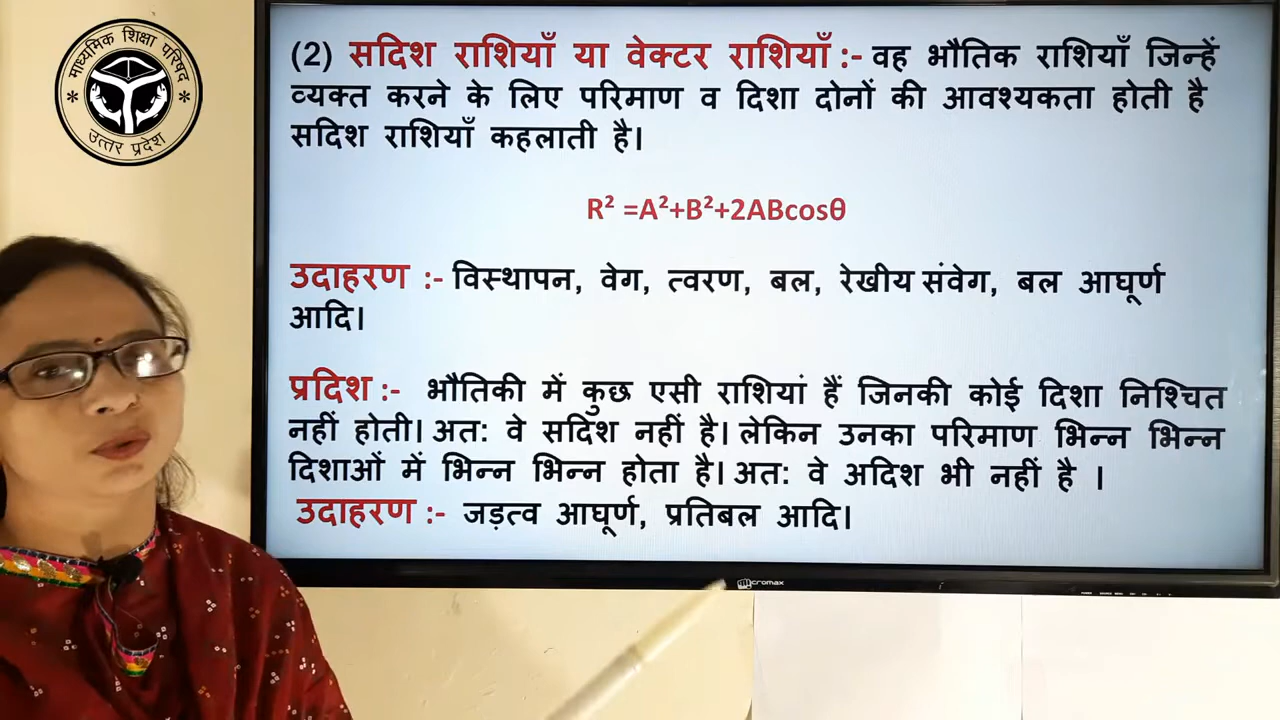 माध्यमिक शिक्षा परिषद
उत्तर प्रदेश
(2) सदिश राशियाँ या वेक्टर राशियाँ :- वह भौतिक राशियाँ जिन्हें
व्यक्त करने के लिए परिमाण व दिशा दोनों की आवश्यकता होती है
सदिश राशियाँ कहलाती है।
R² =A²+B²+2ABcosθ
उदाहरण :- विस्थापन, वेग, त्वरण, बल, रेखीय संवेग, बल आघूर्ण
आदि।
प्रदिश :- भौतिकी में कुछ एसी राशियां हैं जिनकी कोई दिशा निश्चित
नहीं होती। अत: वे सदिश नहीं है। लेकिन उनका परिमाण भिन्न भिन्न
दिशाओं में भिन्न भिन्न होता है। अत: वे अदिश भी नहीं है ।
उदाहरण :- जड़त्व आघूर्ण, प्रतिबल आदि।
micromax